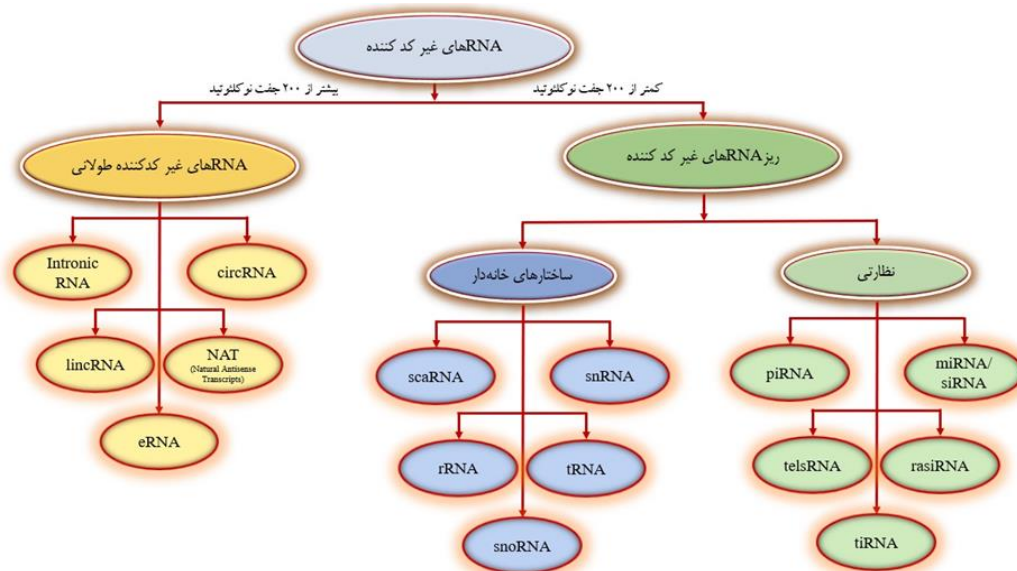 RNAهای غیر کد کننده
بیشتر از ۲۰۰ جفت نوکلئوتید
کمتر از ۲۰۰ جفت نوکلئوتید
RNAهای غیر کدکننده طولانی
ریزRNAهای غیر کد کننده
Intronic
RNA
circRNA
lincRNA
NAT
(Natural Antisense
Transcripts)
eRNA
ساختارهای خانه‌دار
نظارتی
scaRNA
snRNA
rRNA
tRNA
snoRNA
piRNA
miRNA/
siRNA
telsRNA
rasiRNA
tiRNA